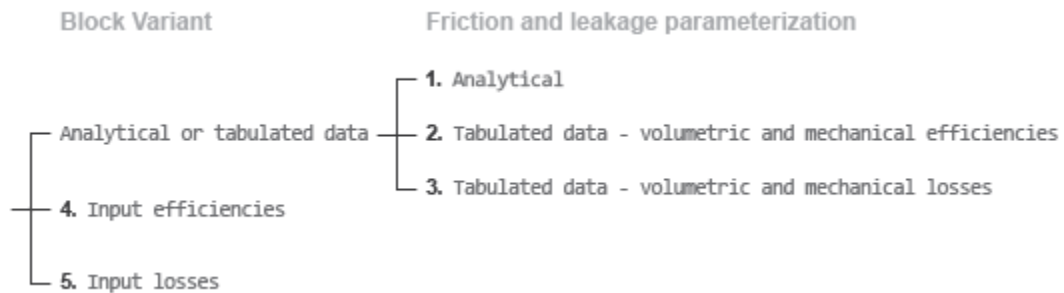 Block Variant
Friction and leakage parameterization
1. Analytical
Analytical or tabulated data
2. Tabulated data - volumetric and mechanical efficiencies
3. Tabulated data - volumetric and mechanical losses
4. Input efficiencies
5. Input losses